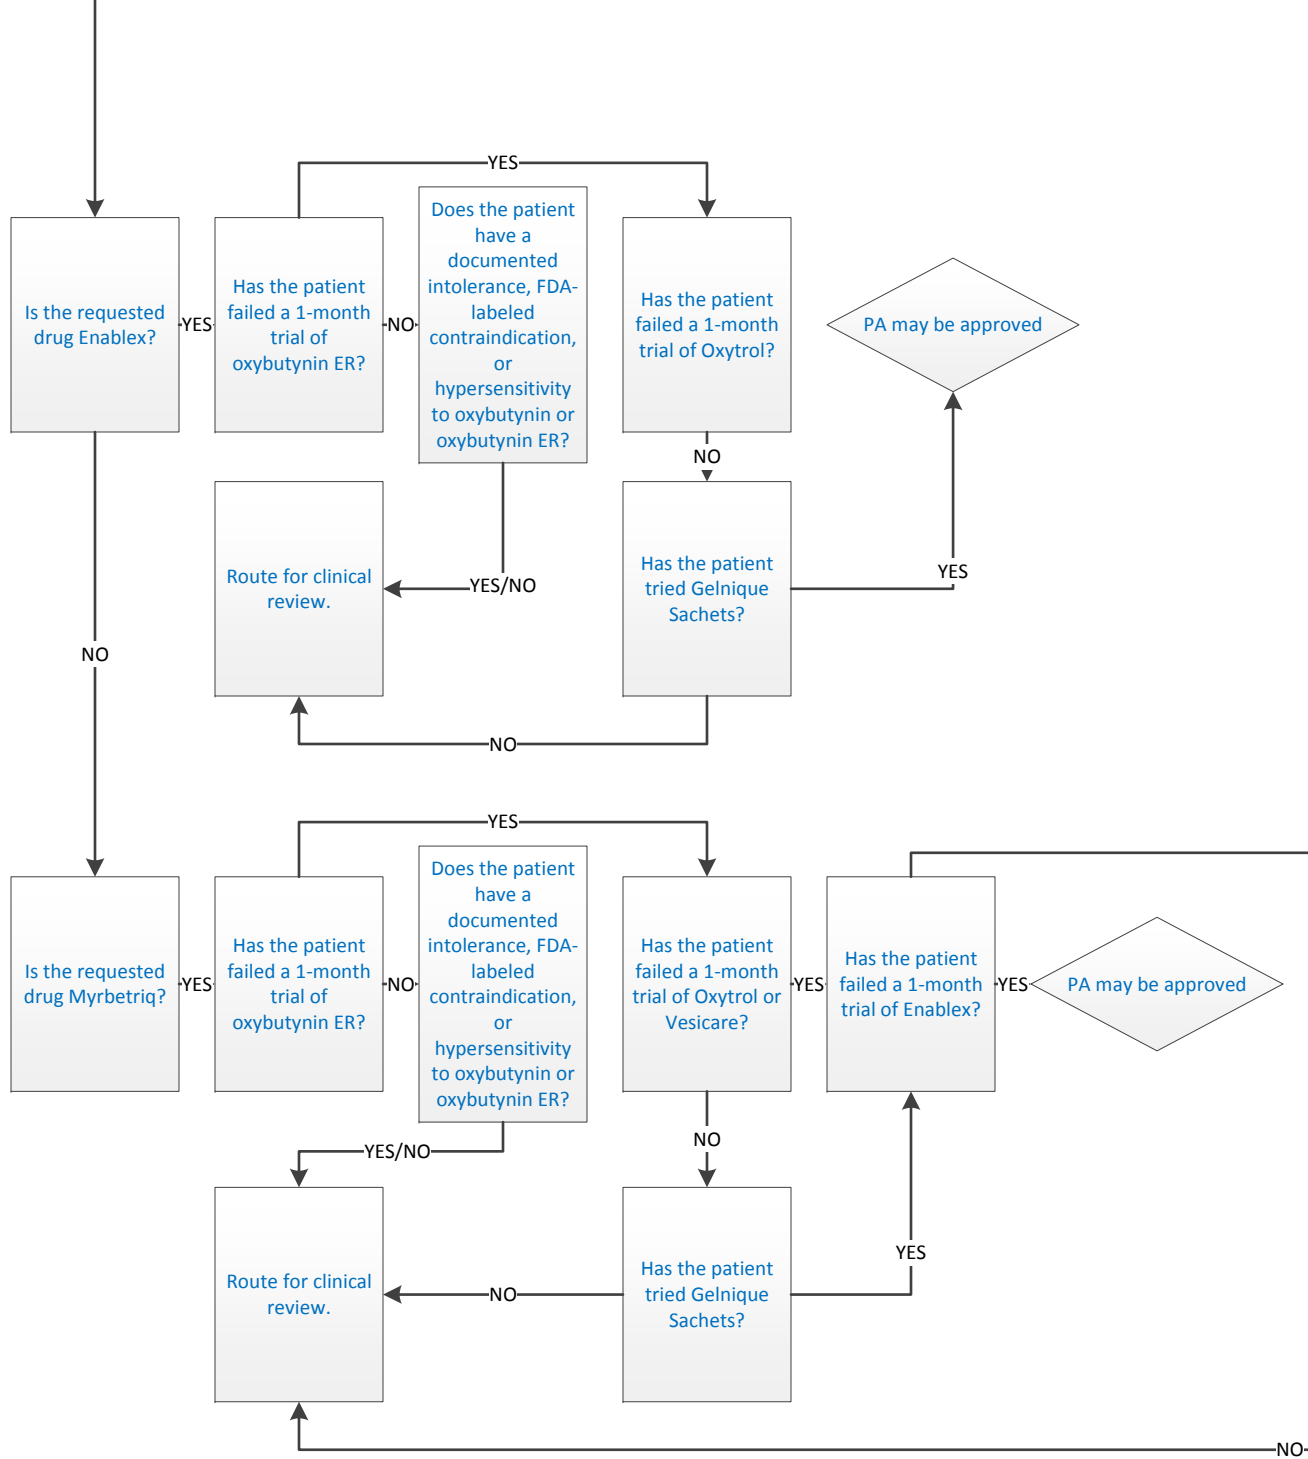 YES
Is the requested
drug Enablex?
YES
Has the patient
failed a 1-month
trial of
oxybutynin ER?
NO
Does the patient
have a
documented
intolerance, FDA-
labeled
contraindication,
or
hypersensitivity
to oxybutynin or
oxybutynin ER?
Has the patient
failed a 1-month
trial of Oxytrol?
PA may be approved
NO
Route for clinical
review.
YES/NO
Has the patient
tried Gelnique
Sachets?
YES
NO
NO
YES
Is the requested
drug Myrbetriq?
YES
Has the patient
failed a 1-month
trial of
oxybutynin ER?
NO
Does the patient
have a
documented
intolerance, FDA-
labeled
contraindication,
or
hypersensitivity
to oxybutynin or
oxybutynin ER?
Has the patient
failed a 1-month
trial of Oxytrol or
Vesicare?
YES
Has the patient
failed a 1-month
trial of Enablex?
YES
PA may be approved
YES/NO
NO
Route for clinical
review.
NO
Has the patient
tried Gelnique
Sachets?
YES
NO